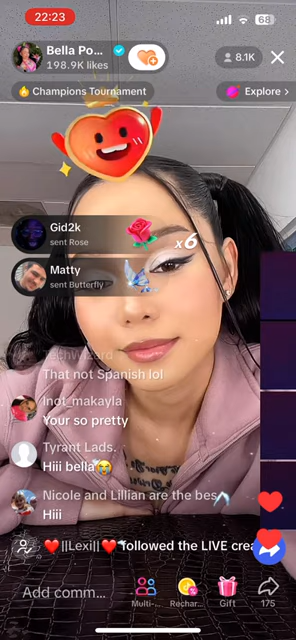 22:23
68
Bella Po...
198.9K likes
8.1K
Champions Tournament
Explore >
Gid2k
sent Rose
x6
Matty
sent Butterfly
TechWizard
That not Spanish lol
lnot_makayla
Your so pretty
Tyrant Lads.
Hiii bella😭
Nicole and Lillian are the bes
Hiii
❤️||Lexi||❤️ followed the LIVE crea
Add comm...
Multi-...
Rechar...
Gift
175